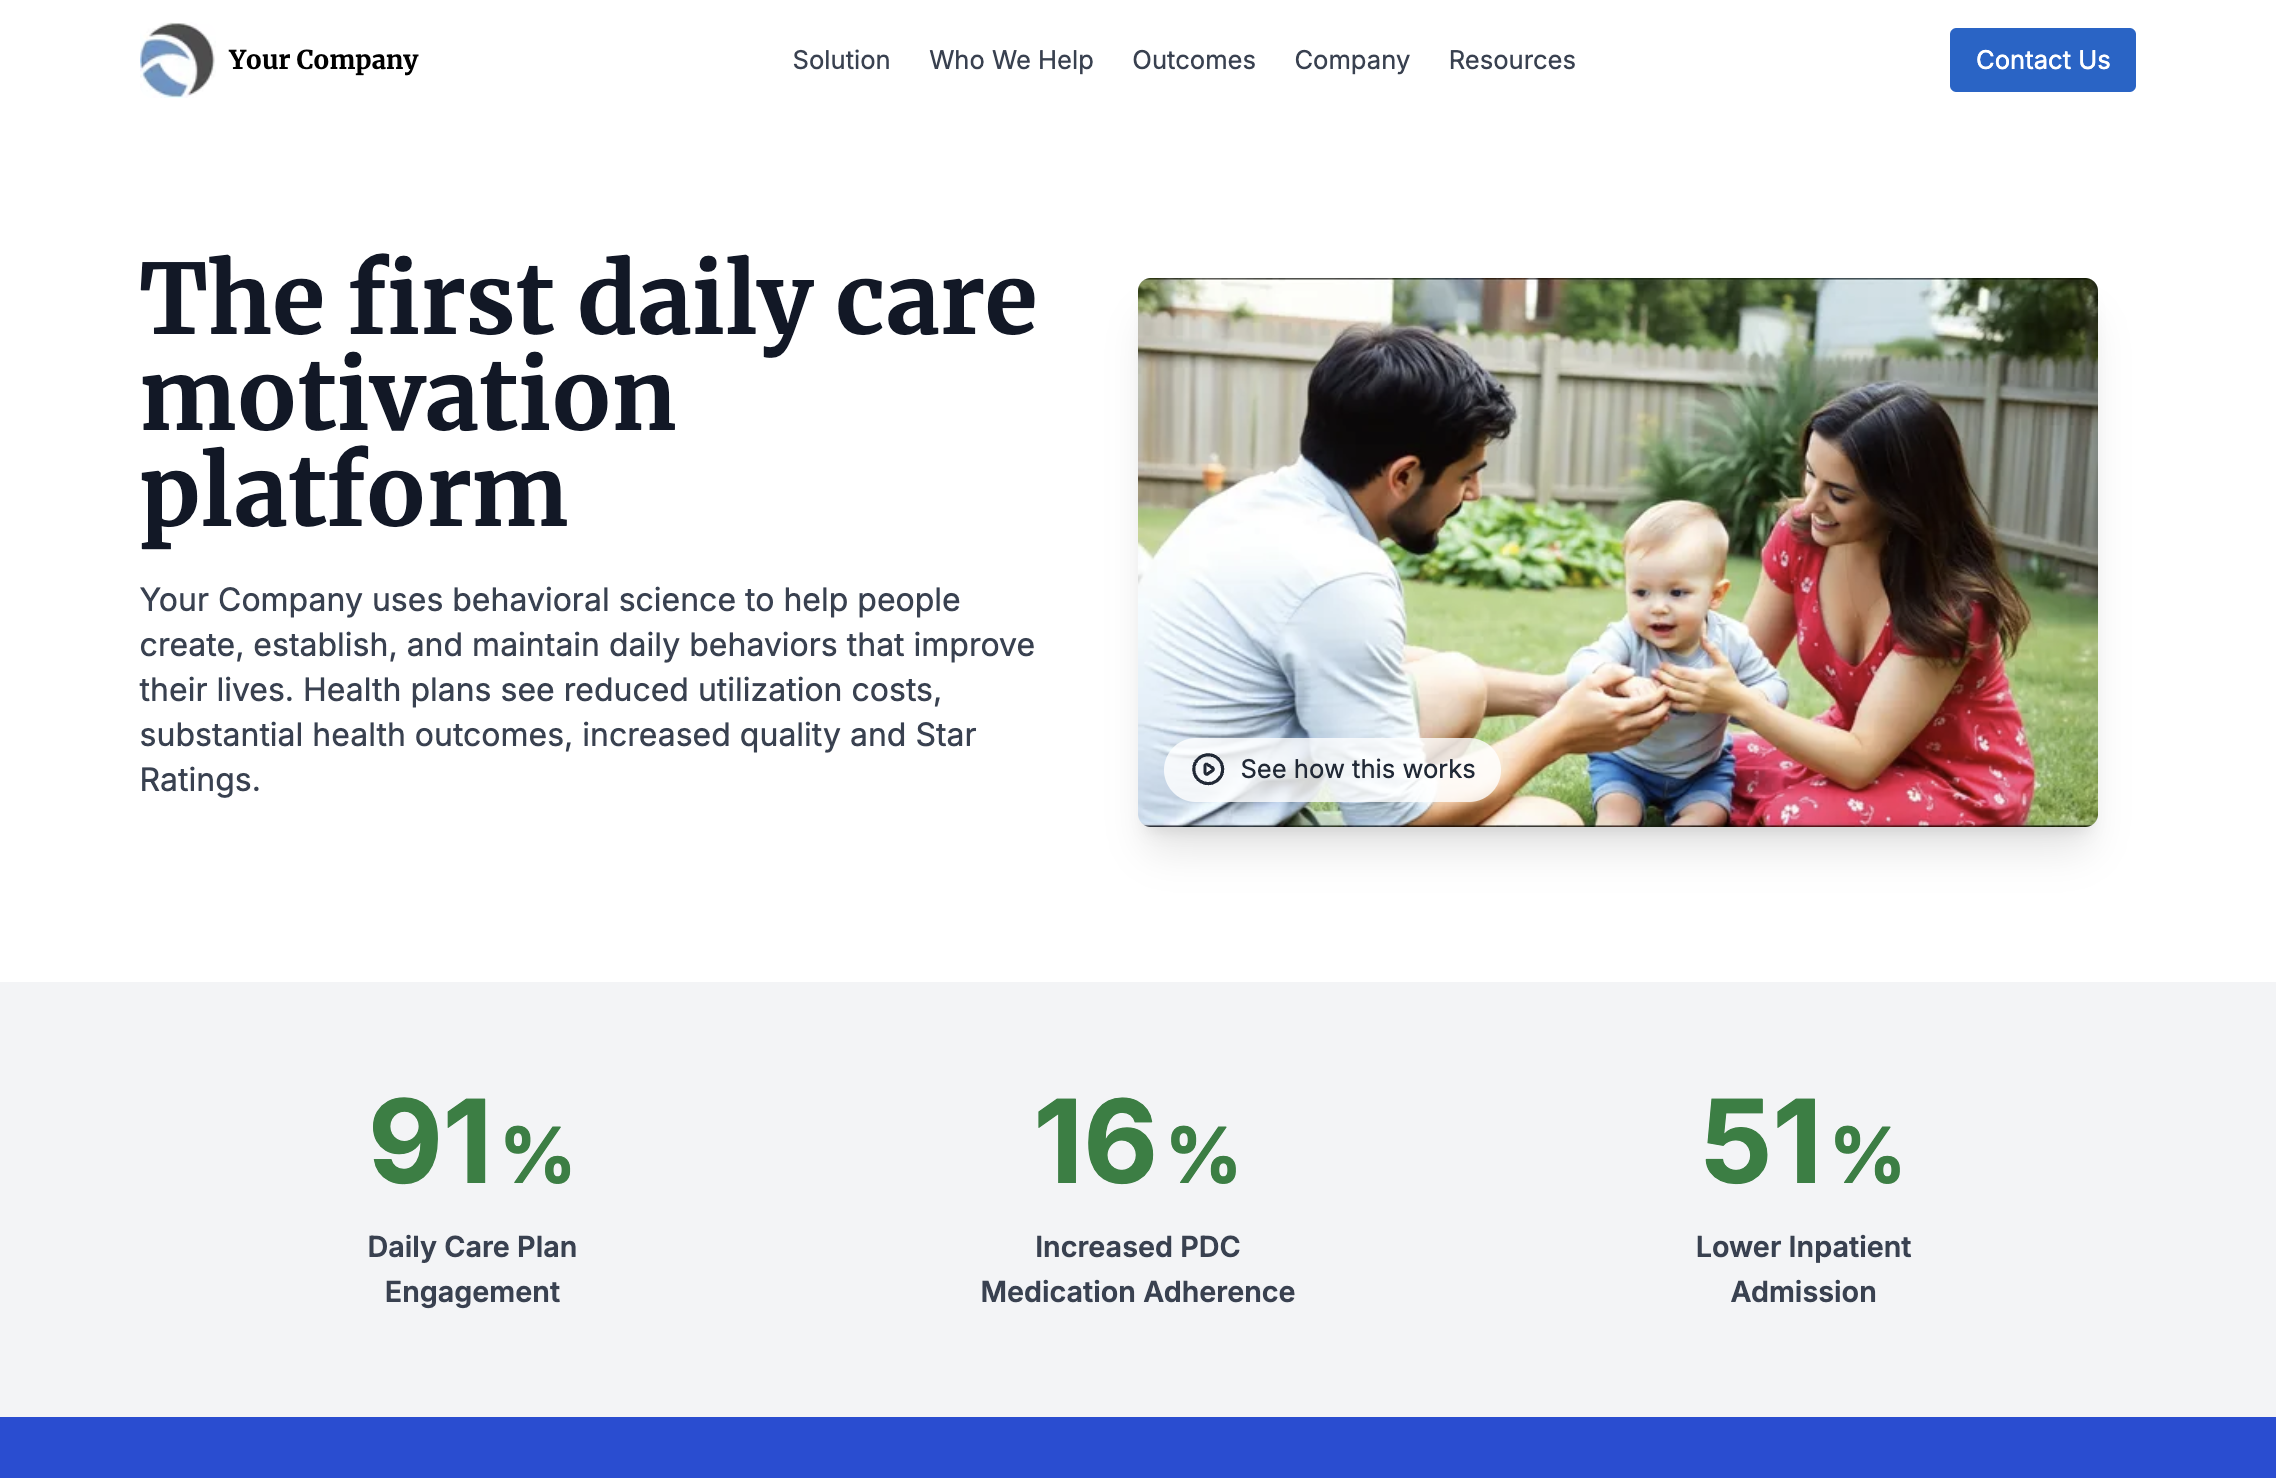 Your Company
Solution
Who We Help
Outcomes
Company
Resources
Contact Us
The first daily care
motivation
platform
Your Company uses behavioral science to help people
create, establish, and maintain daily behaviors that improve
their lives. Health plans see reduced utilization costs,
substantial health outcomes, increased quality and Star
Ratings.
See how this works
91%
Daily Care Plan
Engagement
16%
Increased PDC
Medication Adherence
51%
Lower Inpatient
Admission